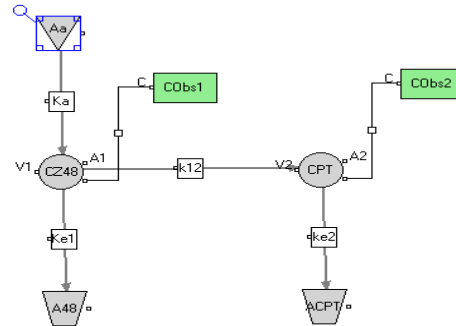 Aa
C
CObs1
C
CObs2
Ka
V1
CZ48
A1
k12
V2
CPT
A2
Ke1
ke2
A48
ACPT